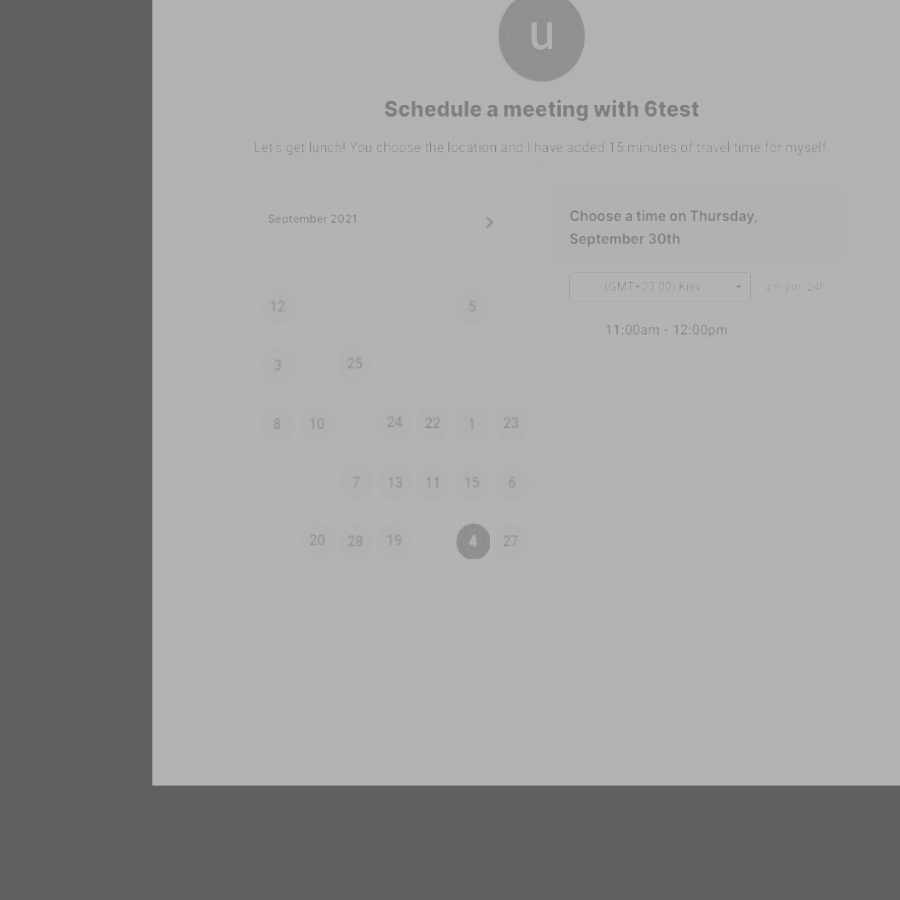 u
Schedule a meeting with 6test
Let's get lunch! You choose the location and I have added 15 minutes of travel time for myself
September 2021
12 5
3 25
8 10 24 22 1 23
7 13 11 15 6
20 28 19 4 27
Choose a time on Thursday,
September 30th
(GMT+03:00) Kiev am pm 24h
11:00am - 12:00pm